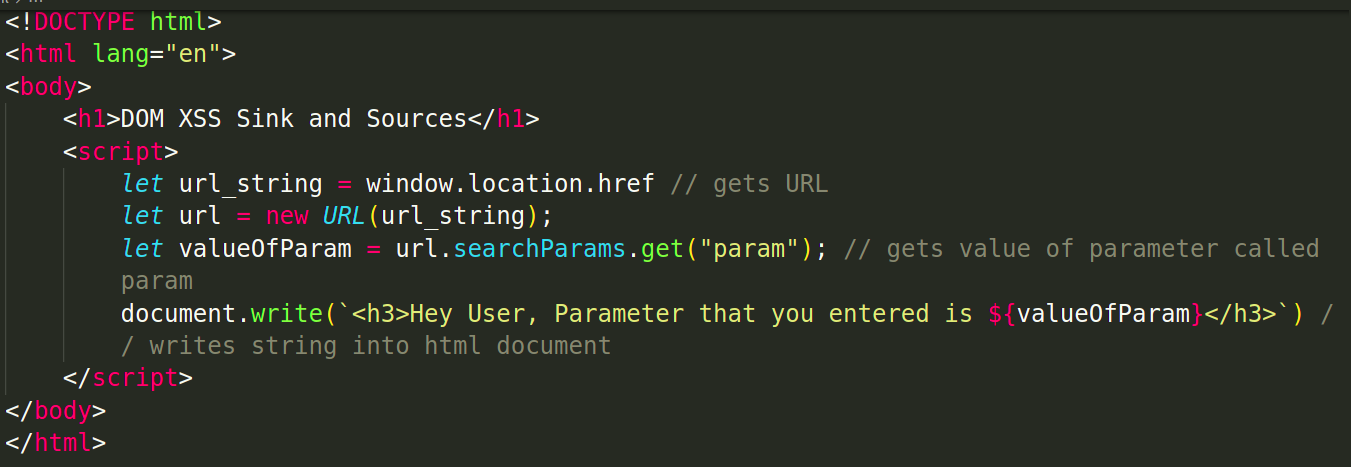 <!DOCTYPE html>
<html lang="en">
<body>
    <h1>DOM XSS Sink and Sources</h1>
    <script>
        let url_string = window.location.href // gets URL
        let url = new URL(url_string);
        let valueOfParam = url.searchParams.get("param"); // gets value of parameter called
        param
        document.write(`<h3>Hey User, Parameter that you entered is ${valueOfParam}</h3>`) /
        / writes string into html document
    </script>
</body>
</html>